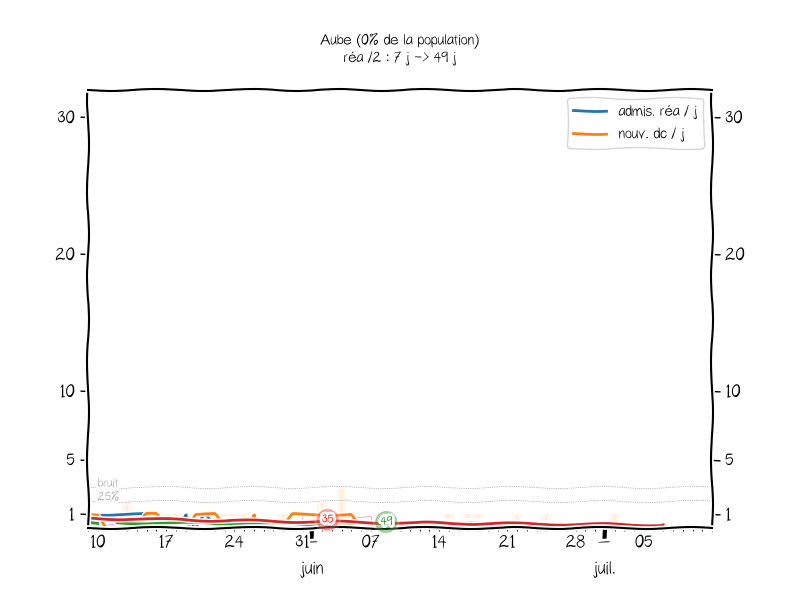 Aube (0% de la population)
réa /2 : 7 j -> 49 j
admis. réa / j
nouv. dc / j
30 30
20 20
10 10
5 5
bruit
25%
1 1
35 49
10 17 24 31 07 14 21 28 05
juin juil.